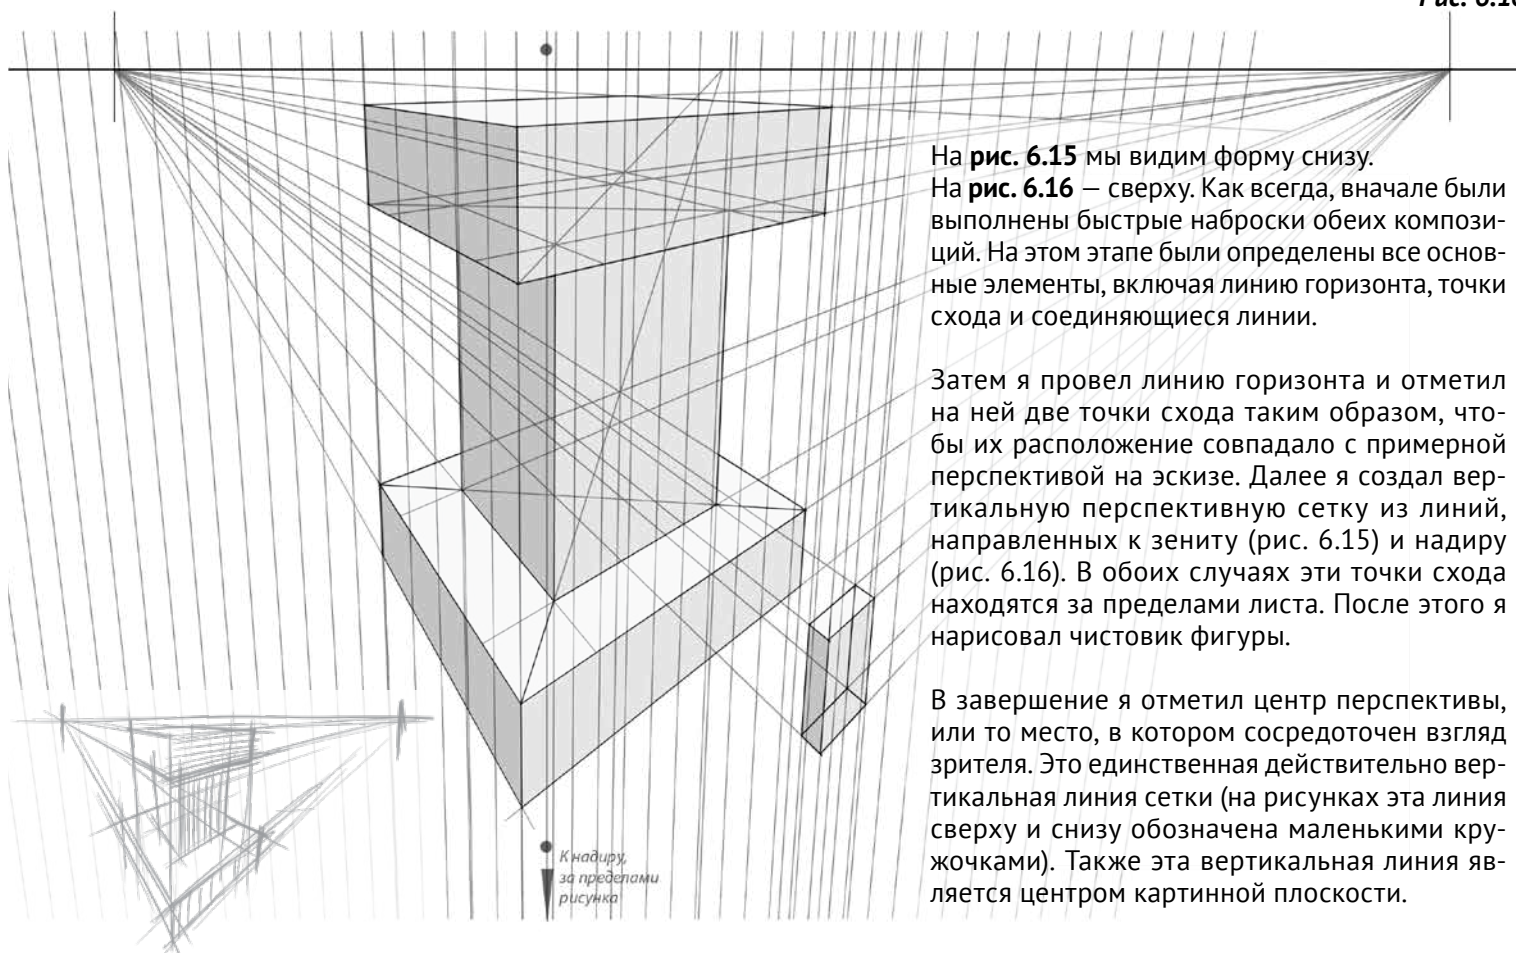 Рис. 6.16
На рис. 6.15 мы видим форму снизу.
На рис. 6.16 — сверху. Как всегда, вначале были
выполнены быстрые наброски обеих компози-
ций. На этом этапе были определены все основ-
ные элементы, включая линию горизонта, точки
схода и соединяющиеся линии.
Затем я провел линию горизонта и отметил
на ней две точки схода таким образом, что-
бы их расположение совпадало с примерной
перспективой на эскизе. Далее я создал вер-
тикальную перспективную сетку из линий,
направленных к зениту (рис. 6.15) и надиру
(рис. 6.16). В обоих случаях эти точки схода
находятся за пределами листа. После этого я
нарисовал чистовик фигуры.
В завершение я отметил центр перспективы,
или то место, в котором сосредоточен взгляд
зрителя. Это единственная действительно вер-
тикальная линия сетки (на рисунках эта линия
сверху и снизу обозначена маленькими кру-
жочками). Также эта вертикальная линия яв-
ляется центром картинной плоскости.
К надиру,
за пределами
рисунка